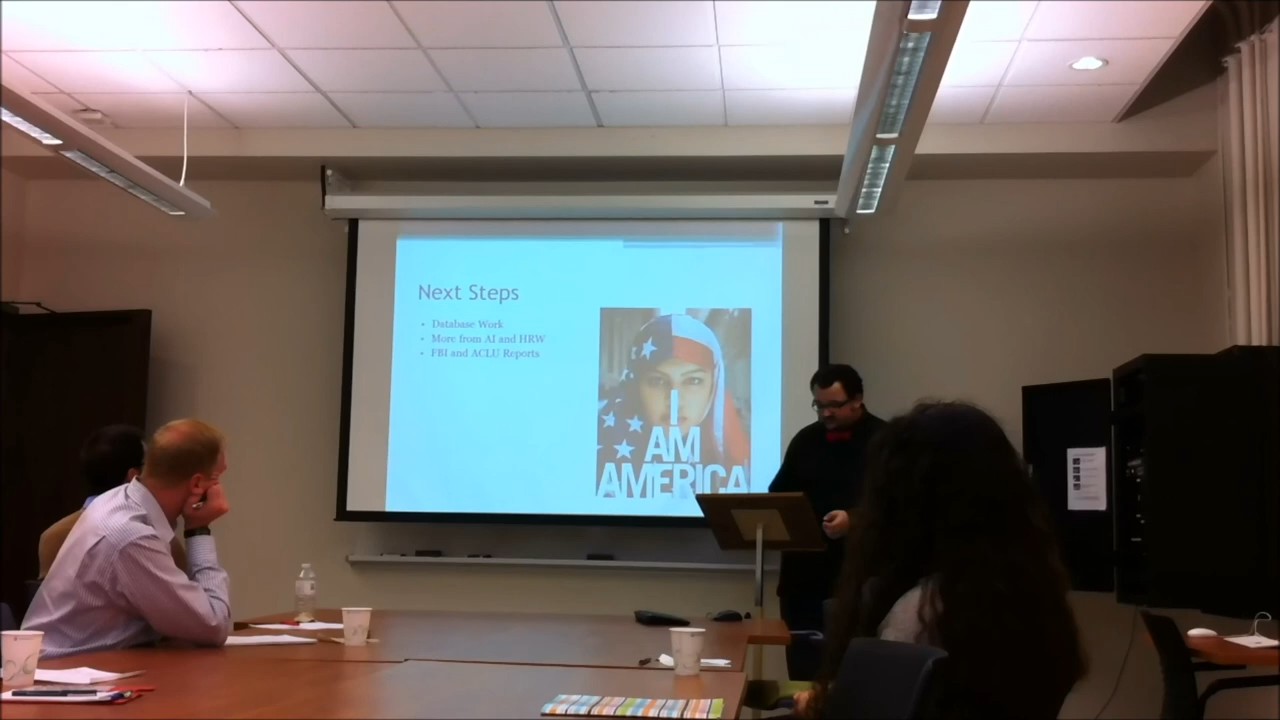 Next Steps
• Database Work
• More from AI and HRW
• FBI and ACLU Reports
I
AM
AMERICA